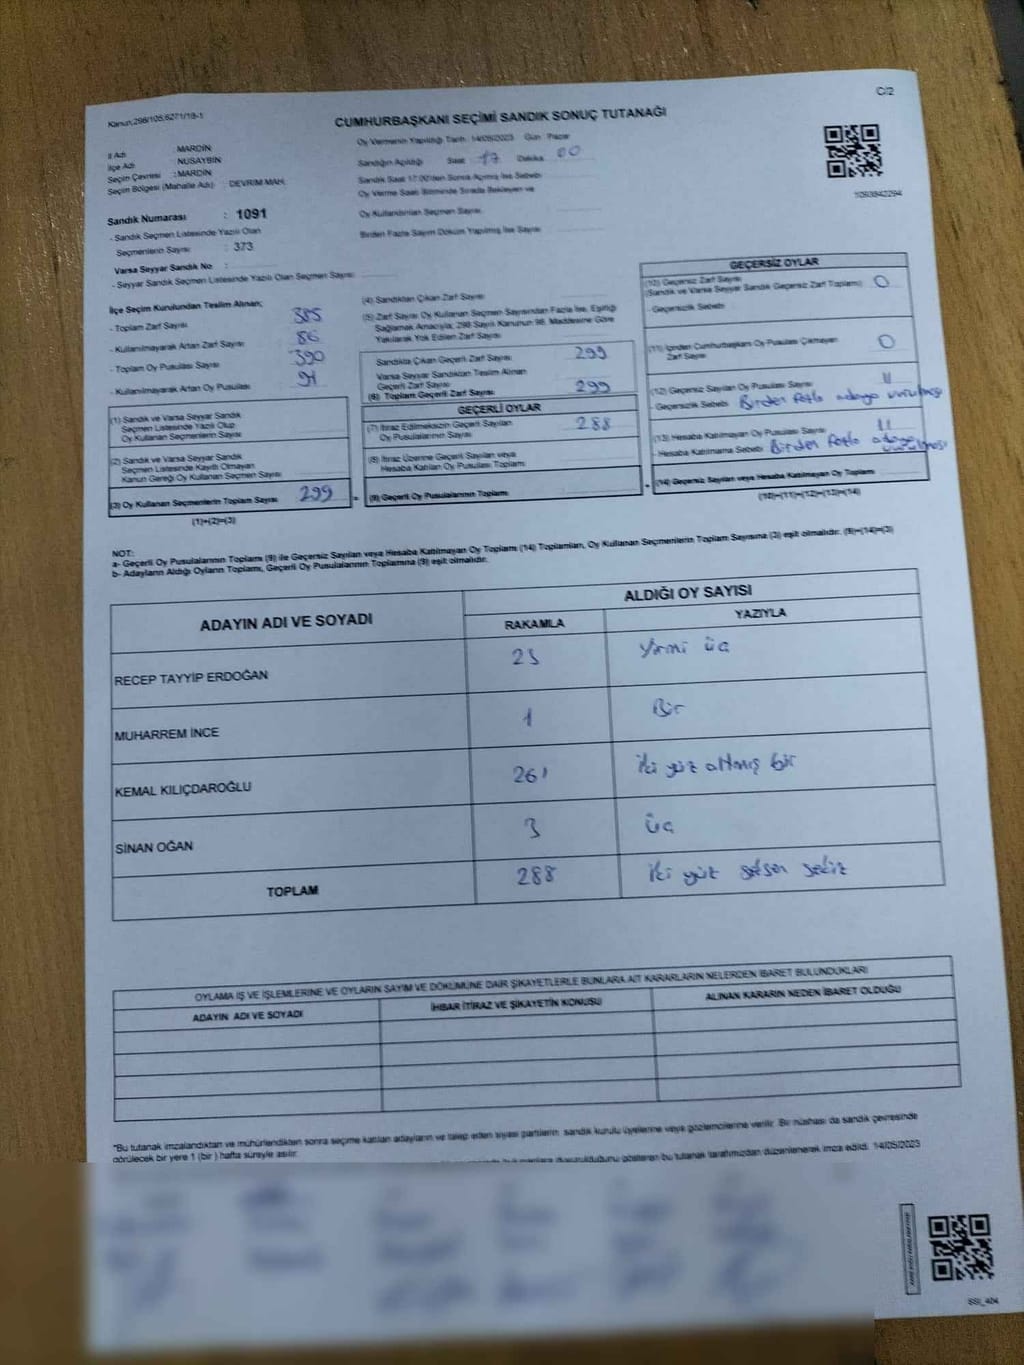 Kanun,298/105,6271/18-1
C/2
CUMHURBAŞKANI SEÇİMİ SANDIK SONUÇ TUTANAĞI
İl Adı : MARDİN
İlçe Adı : NUSAYBİN
Seçim Çevresi : MARDİN
Seçim Bölgesi (Mahalle Adı) : DEVRİM MAH.
Sandık Numarası : 1091
- Sandık Seçmen Listesinde Yazılı Olan
Seçmenlerin Sayısı : 373
Varsa Seyyar Sandık No :
- Seyyar Sandık Seçmen Listesinde Yazılı Olan Seçmen Sayısı
Oy Vermenin Yapıldığı Tarih 14/05/2023 Gün Pazar
Sandığın Açıldığı Saat 17 Dakika 00
Sandık Saat 17:00'den Sonra Açılmış İse Sebebi
Oy Verme Saati Bitiminde Sırada Bekleyen ve
Oy Kullandırılan Seçmen Sayısı
Birden Fazla Sayım Döküm Yapılmış İse Sayısı
1093942294
İlçe Seçim Kurulundan Teslim Alınan;
- Toplam Zarf Sayısı 385
- Kullanılmayarak Artan Zarf Sayısı 86
- Toplam Oy Pusulası Sayısı 390
- Kullanılmayarak Artan Oy Pusulası 91
(1) Sandık ve Varsa Seyyar Sandık
Seçmen Listesinde Yazılı Olup
Oy Kullanan Seçmenlerin Sayısı
(2) Sandık ve Varsa Seyyar Sandık
Seçmen Listesinde Kayıtlı Olmayan
Kanun Gereği Oy Kullanan Seçmen Sayısı
(3) Oy Kullanan Seçmenlerin Toplam Sayısı 299
(1)+(2)=(3)
(4) Sandıktan Çıkan Zarf Sayısı
(5) Zarf Sayısı Oy Kullanan Seçmen Sayısından Fazla İse, Eşitliği
Sağlamak Amacıyla; 298 Sayılı Kanunun 98. Maddesine Göre
Yakılarak Yok Edilen Zarf Sayısı
Sandıkta Çıkan Geçerli Zarf Sayısı 299
Varsa Seyyar Sandıktan Teslim Alınan
Geçerli Zarf Sayısı
(6) Toplam Geçerli Zarf Sayısı 299
GEÇERLİ OYLAR
(7) İtiraz Edilmeksizin Geçerli Sayılan
Oy Pusulalarının Sayısı 288
(8) İtiraz Üzerine Geçerli Sayılan veya
Hesaba Katılan Oy Pusulası Toplamı
(9) Geçerli Oy Pusulalarının Toplamı
GEÇERSİZ OYLAR
(10) Geçersiz Zarf Sayısı
(Sandık ve Varsa Seyyar Sandık Geçersiz Zarf Toplamı) 0
- Geçersizlik Sebebi
(11) İçinden Cumhurbaşkanı Oy Pusulası Çıkmayan
Zarf Sayısı 0
(12) Geçersiz Sayılan Oy Pusulası Sayısı 11
- Geçersizlik Sebebi Birden fazla adaya vurulması
(13) Hesaba Katılmayan Oy Pusulası Sayısı 11
- Hesaba Katılmama Sebebi Birden fazla adaya vurulması
(14) Geçersiz Sayılan veya Hesaba Katılmayan Oy Toplamı
(10)+(11)+(12)+(13)=(14)
NOT:
a- Geçerli Oy Pusulalarının Toplamı (9) ile Geçersiz Sayılan veya Hesaba Katılmayan Oy Toplamı (14) Toplamları, Oy Kullanan Seçmenlerin Toplam Sayısına (3) eşit olmalıdır. (9)+(14)=(3)
b- Adayların Aldığı Oyların Toplamı, Geçerli Oy Pusulalarının Toplamına (9) eşit olmalıdır.
ADAYIN ADI VE SOYADI
ALDIĞI OY SAYISI
RAKAMLA YAZIYLA
RECEP TAYYİP ERDOĞAN 23 yirmi üç
MUHARREM İNCE 1 Bir
KEMAL KILIÇDAROĞLU 261 iki yüz altmış bir
SİNAN OĞAN 3 üç
TOPLAM 288 iki yüz seksen sekiz
OYLAMA İŞ VE İŞLEMLERİNE VE OYLARIN SAYIM VE DÖKÜMÜNE DAİR ŞİKAYETLERLE BUNLARA AİT KARARLARIN NELERDEN İBARET BULUNDUKLARI
ADAYIN ADI VE SOYADI İHBAR İTİRAZ VE ŞİKAYETİN KONUSU ALINAN KARARIN NEDEN İBARET OLDUĞU
*Bu tutanak imzalandıktan ve mühürlendikten sonra seçime katılan adayların ve talep eden siyasi partilerin, sandık kurulu üyelerine veya gözlemcilerine verilir. Bir nüshası da sandık çevresinde
görülecek bir yere 1 (bir) hafta süreyle asılır.
bu tutanak tarafımızdan düzenlenerek imza edildi. 14/05/2023